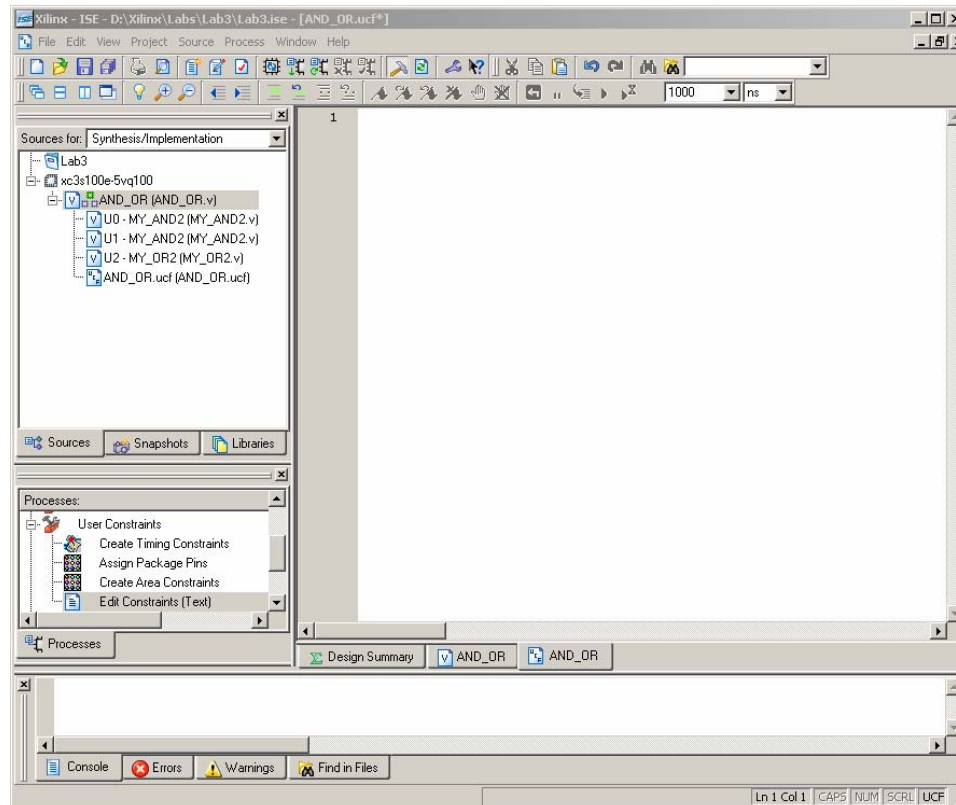 ISE Xilinx - ISE - D:\Xilinx\Labs\Lab3\Lab3.ise - [AND_OR.ucf*]
File Edit View Project Source Process Window Help
1000 ns
Sources for: Synthesis/Implementation
Lab3
xc3s100e-5vq100
AND_OR (AND_OR.v)
U0 - MY_AND2 (MY_AND2.v)
U1 - MY_AND2 (MY_AND2.v)
U2 - MY_OR2 (MY_OR2.v)
AND_OR.ucf (AND_OR.ucf)
Sources Snapshots Libraries
1
Processes:
User Constraints
Create Timing Constraints
Assign Package Pins
Create Area Constraints
Edit Constraints (Text)
Processes
Design Summary AND_OR AND_OR
Console Errors Warnings Find in Files
Ln 1 Col 1 CAPS NUM SCRL UCF